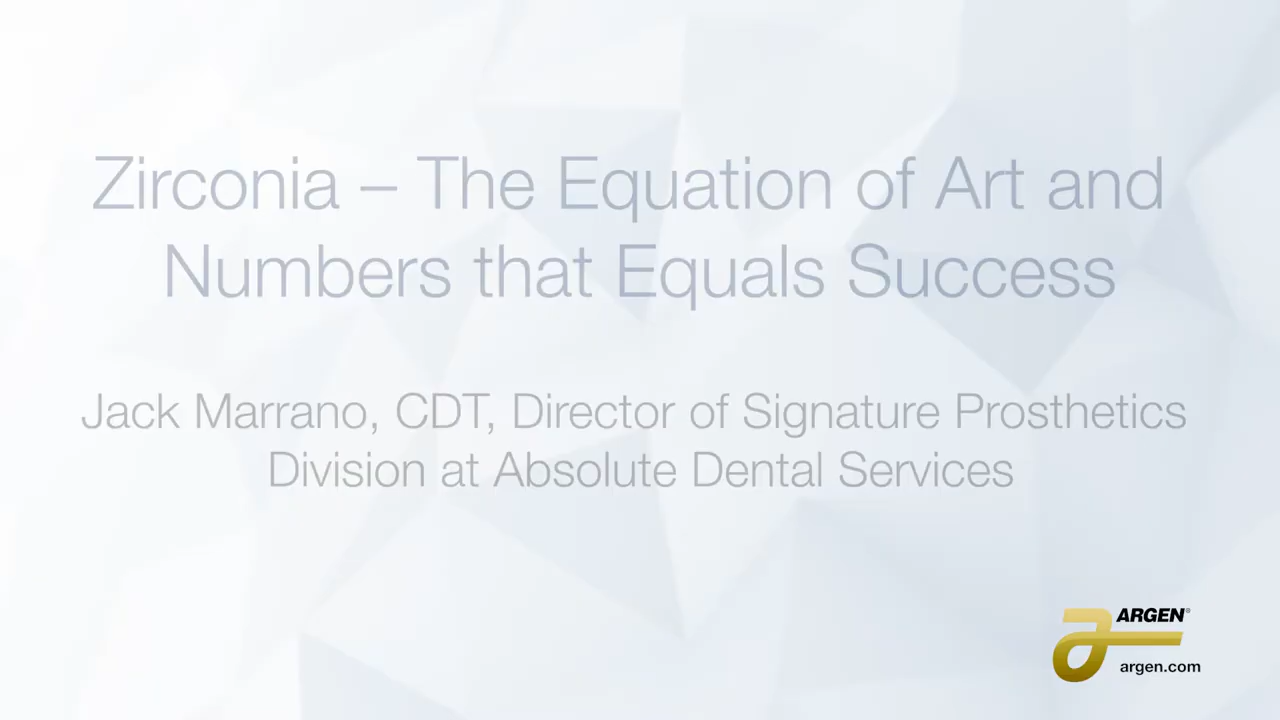 Zirconia – The Equation of Art and
Numbers that Equals Success
Jack Marrano, CDT, Director of Signature Prosthetics
Division at Absolute Dental Services
ARGEN®
argen.com